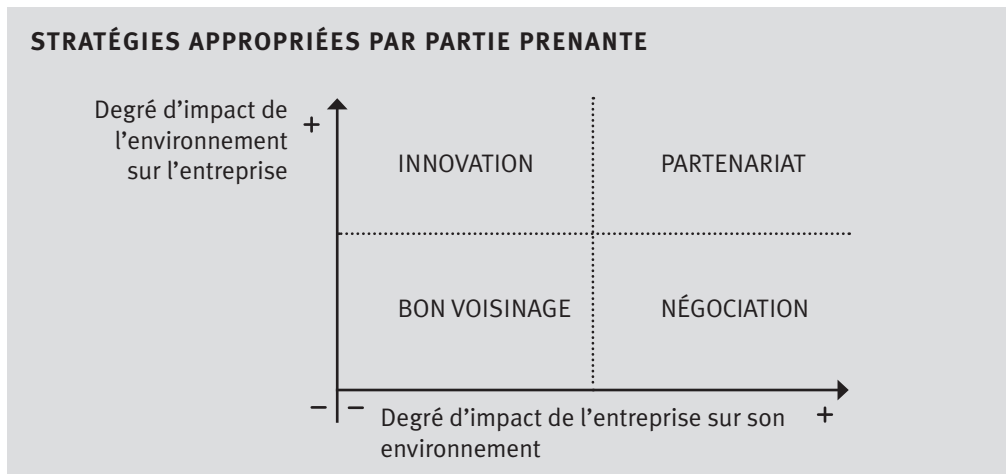 STRATÉGIES APPROPRIÉES PAR PARTIE PRENANTE
Degré d’impact de
l’environnement
sur l’entreprise
+
INNOVATION
PARTENARIAT
BON VOISINAGE
NÉGOCIATION
– –
Degré d’impact de l’entreprise sur son
environnement
+